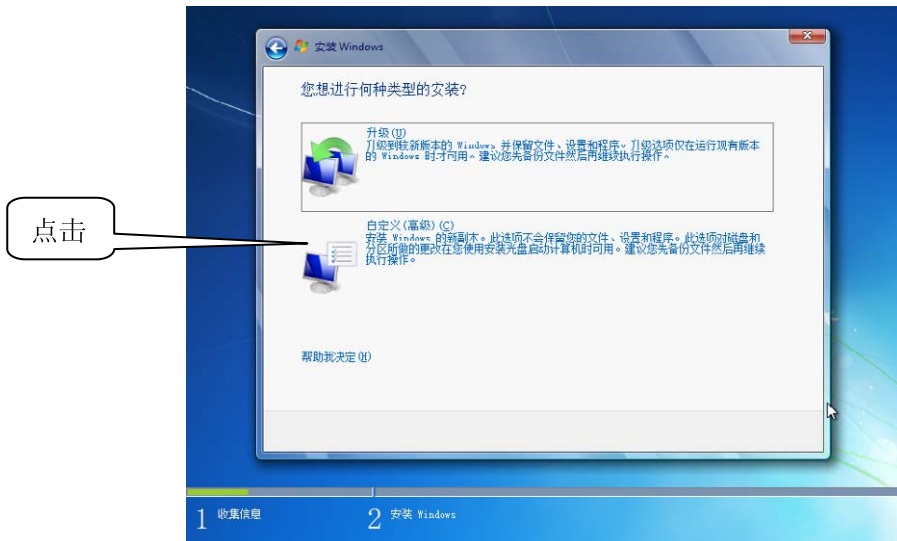 安装 Windows
您想进行何种类型的安装?
升级(U)
升级到较新版本的 Windows 并保留文件、设置和程序。升级选项仅在运行现有版本
的 Windows 时才可用。建议您先备份文件然后再继续执行操作。
点击
自定义(高级)(C)
安装 Windows 的新副本。此选项不会保留您的文件、设置和程序。此选项对磁盘和
分区所做的更改在您使用安装光盘启动计算机时可用。建议您先备份文件然后再继续
执行操作。
帮助我决定(H)
1 收集信息
2 安装 Windows